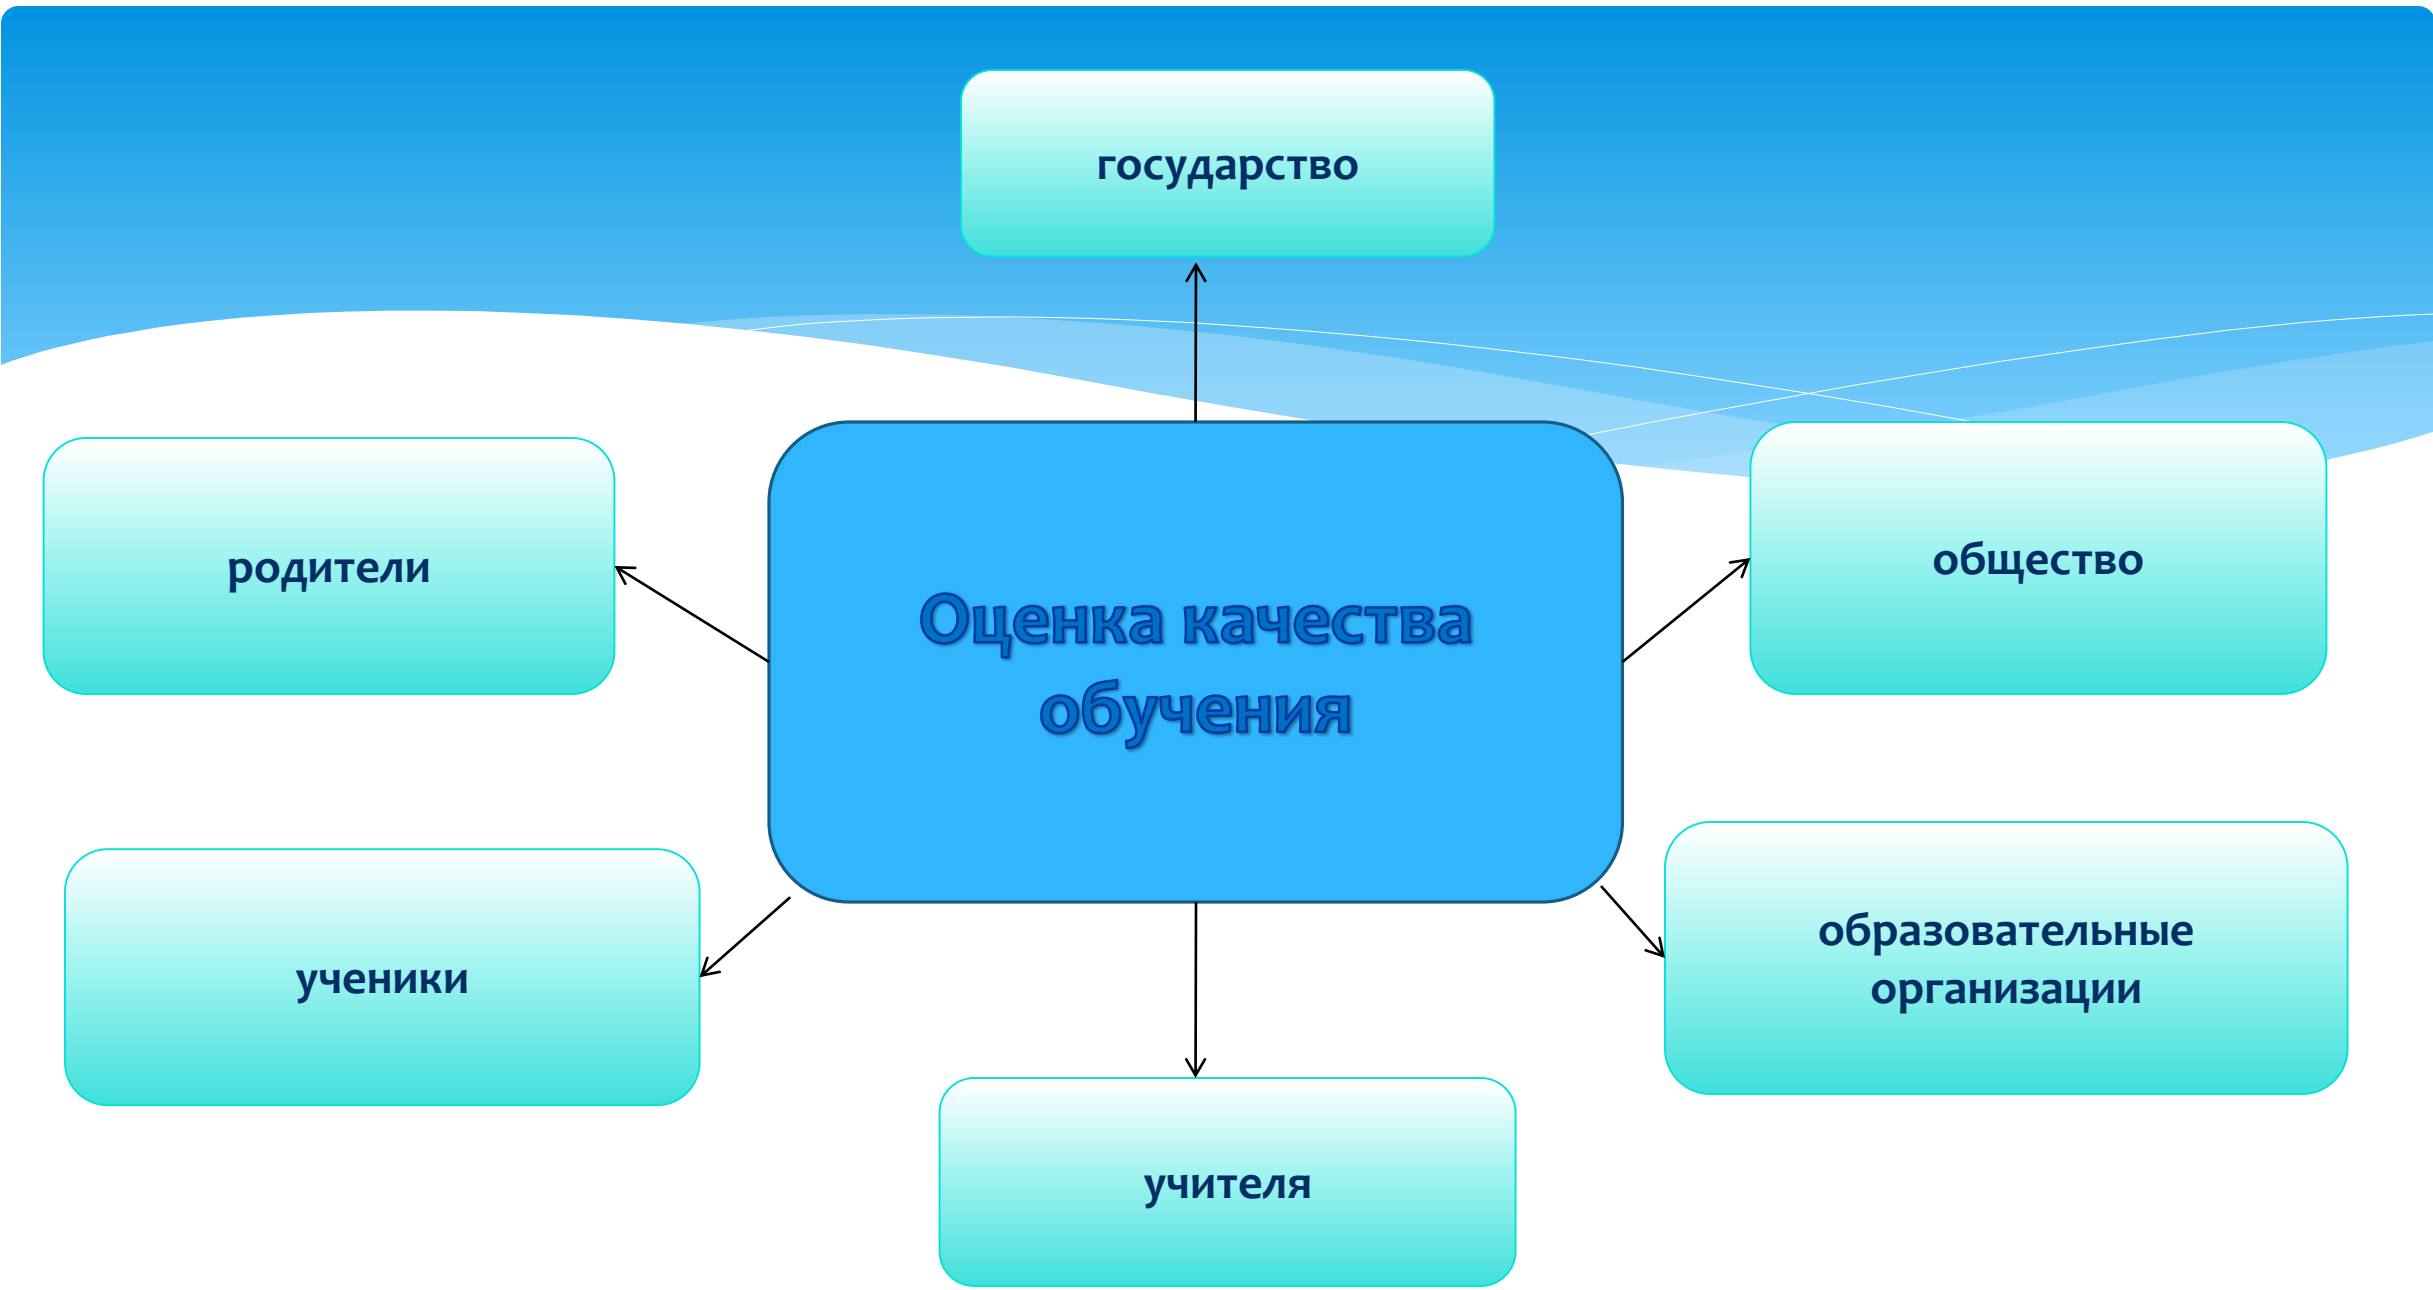 государство
родители
общество
Оценка качества
обучения
ученики
образовательные
организации
учителя